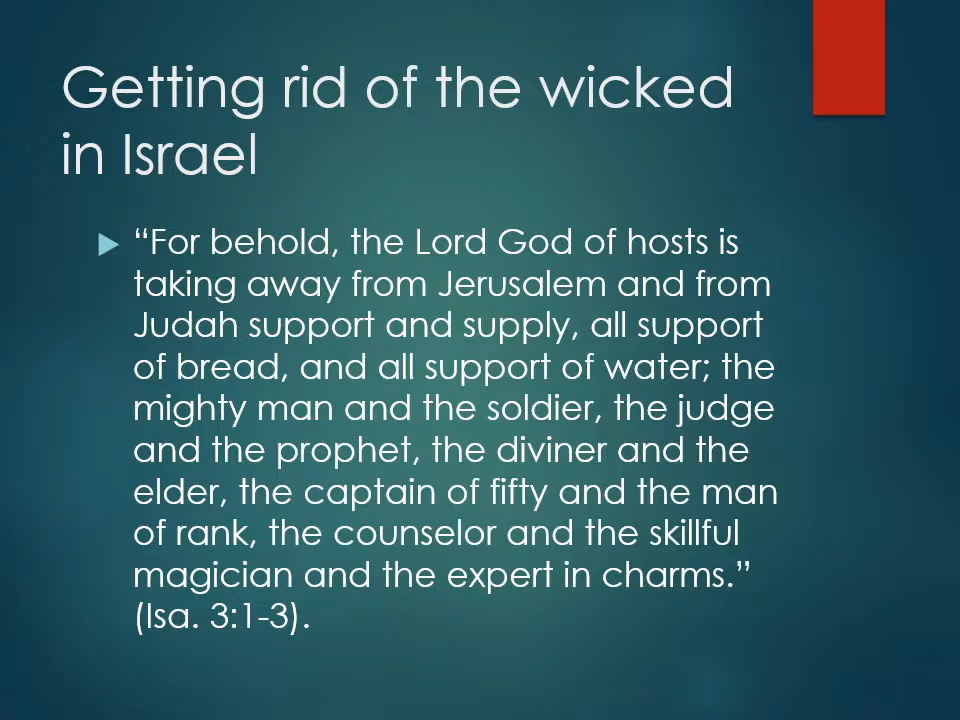 Getting rid of the wicked
in Israel
“For behold, the Lord God of hosts is
taking away from Jerusalem and from
Judah support and supply, all support
of bread, and all support of water; the
mighty man and the soldier, the judge
and the prophet, the diviner and the
elder, the captain of fifty and the man
of rank, the counselor and the skillful
magician and the expert in charms.”
(Isa. 3:1-3).